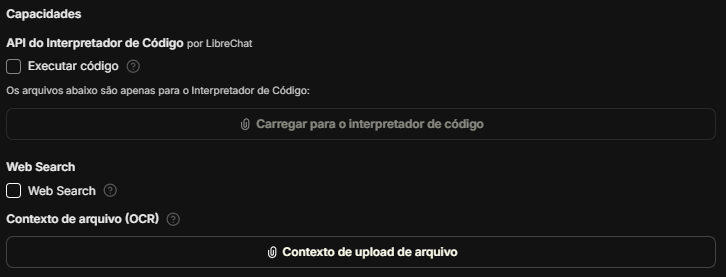 Capacidades
API do Interpretador de Código por LibreChat
Executar código ?
Os arquivos abaixo são apenas para o Interpretador de Código:
Carregar para o interpretador de código
Web Search
Web Search ?
Contexto de arquivo (OCR) ?
Contexto de upload de arquivo